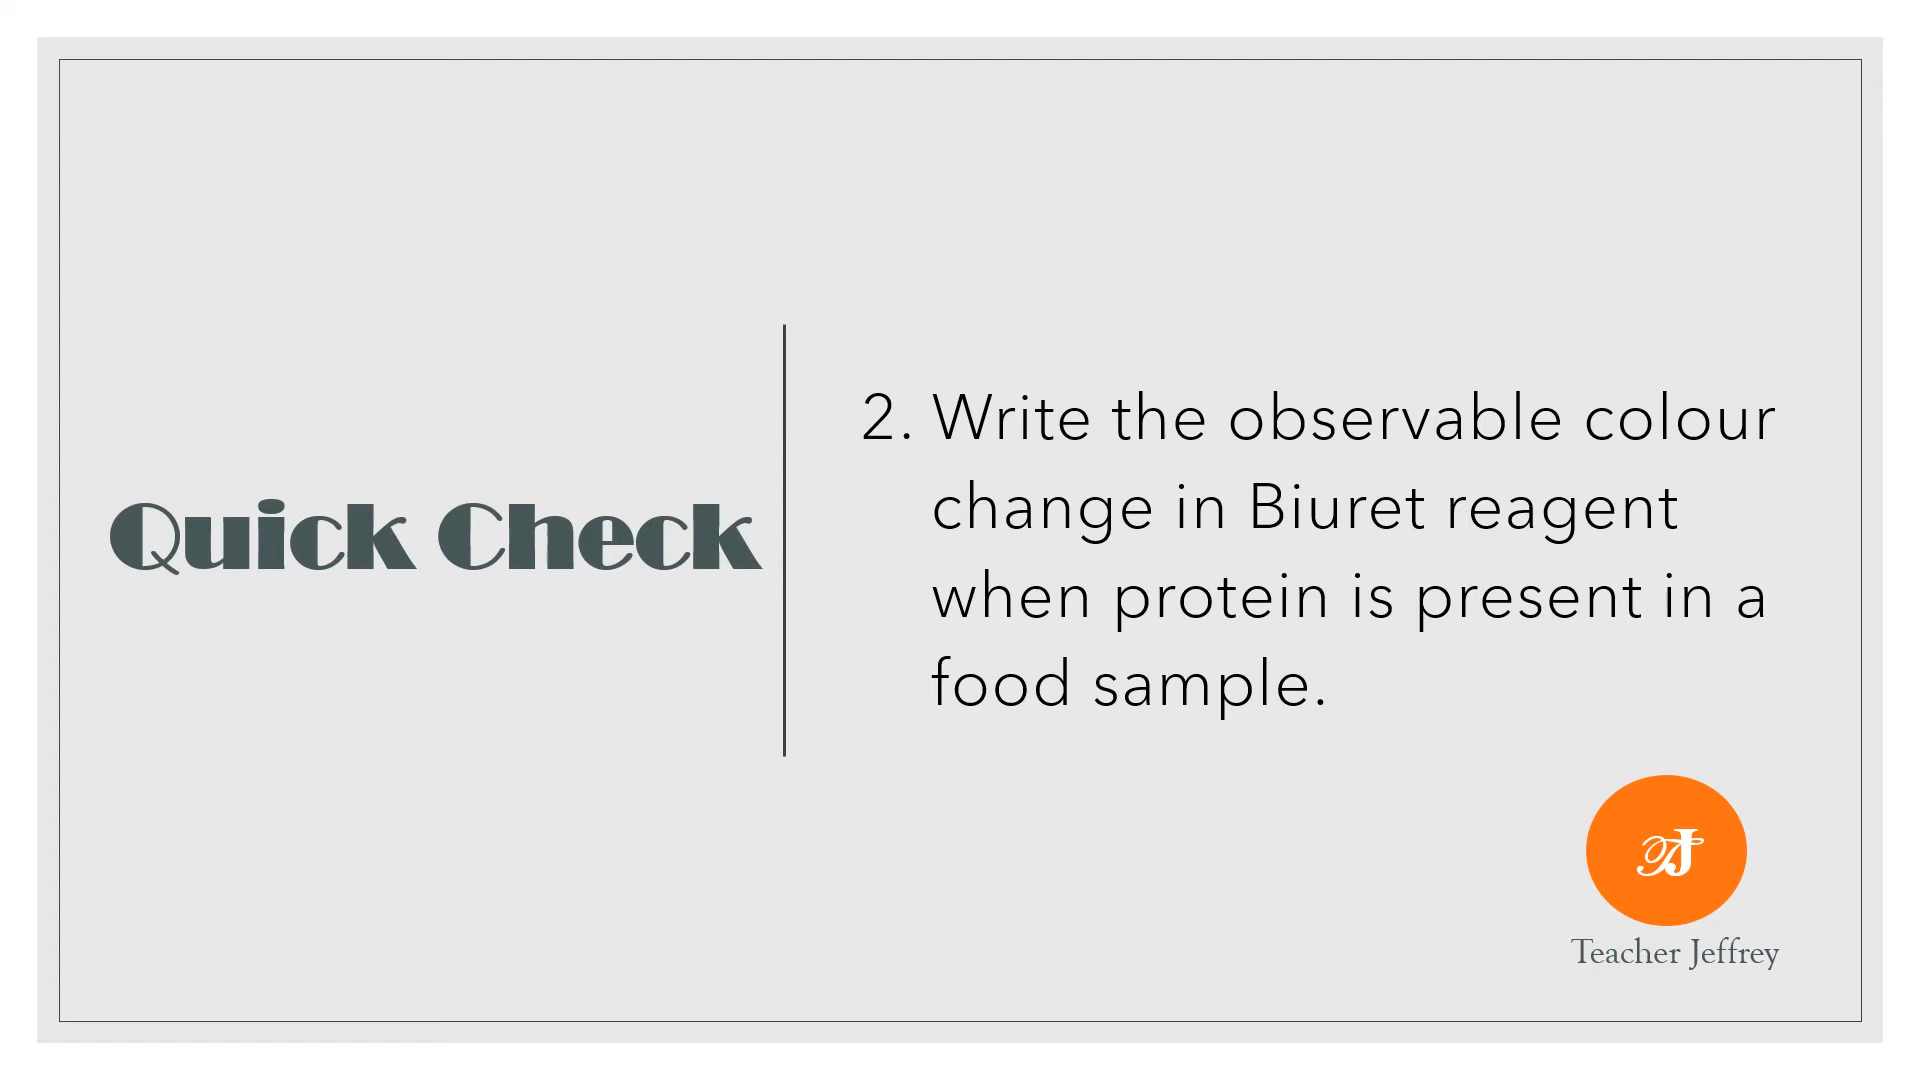 Quick Check
2. Write the observable colour
change in Biuret reagent
when protein is present in a
food sample.
TJ
Teacher Jeffrey